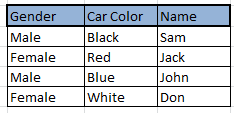 Gender Car Color Name
Male Black Sam
Female Red Jack
Male Blue John
Female White Don